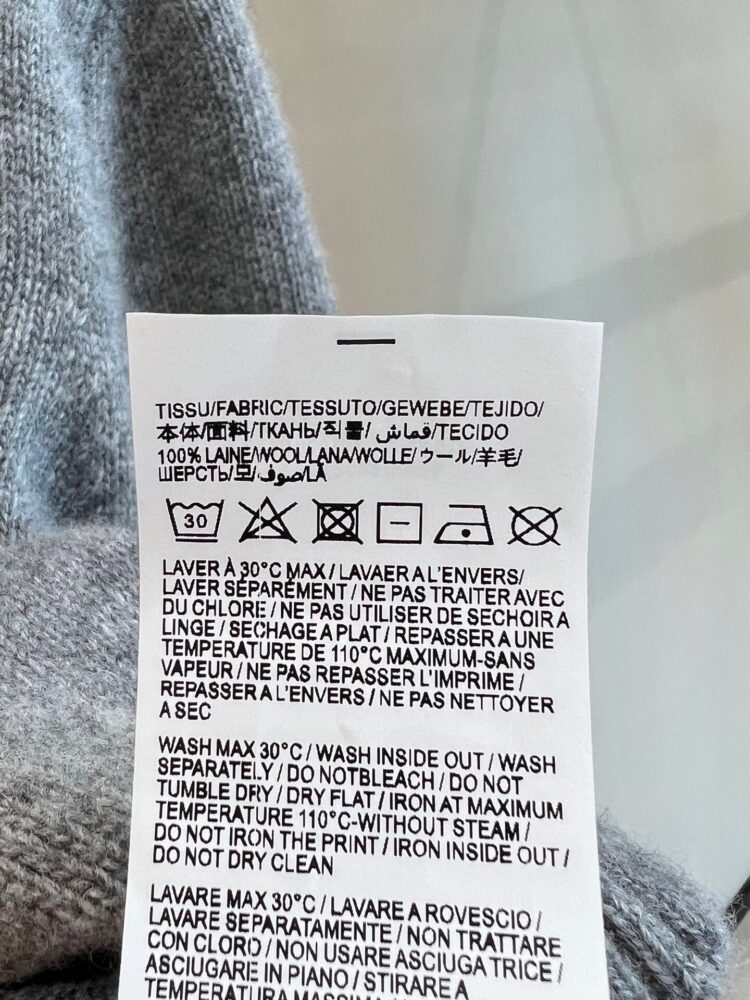 TISSU/FABRIC/TESSUTO/GEWEBE/TEJIDO/
本体/面料/ТКАНЬ/직물/ قماش/TECIDO
100% LAINE/WOOL/LANA/WOLLE/ウール/羊毛/
ШЕРСТЬ/모/صوف/LÃ
30
LAVER À 30°C MAX / LAVAER A L'ENVERS/
LAVER SÉPARÉMENT / NE PAS TRAITER AVEC
DU CHLORE / NE PAS UTILISER DE SECHOIR A
LINGE / SECHAGE A PLAT / REPASSER A UNE
TEMPERATURE DE 110°C MAXIMUM-SANS
VAPEUR / NE PAS REPASSER L'IMPRIME /
REPASSER A L'ENVERS / NE PAS NETTOYER
A SEC
WASH MAX 30°C / WASH INSIDE OUT / WASH
SEPARATELY / DO NOTBLEACH / DO NOT
TUMBLE DRY / DRY FLAT / IRON AT MAXIMUM
TEMPERATURE 110°C-WITHOUT STEAM /
DO NOT IRON THE PRINT / IRON INSIDE OUT /
DO NOT DRY CLEAN
LAVARE MAX 30°C / LAVARE A ROVESCIO /
LAVARE SEPARATAMENTE / NON TRATTARE
CON CLORO / NON USARE ASCIUGA TRICE /
ASCIUGARE IN PIANO / STIRARE A
TEMPERATURA MASSIMA